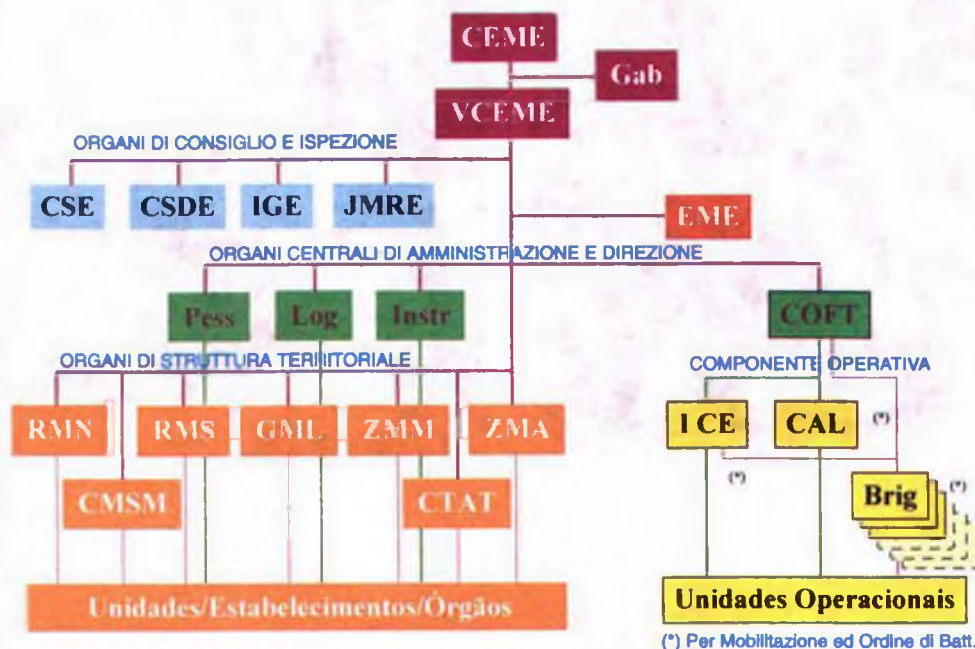 CEME
Gab
VCEME
ORGANI DI CONSIGLIO E ISPEZIONE
CSE CSDE IGE JMRE
EME
ORGANI CENTRALI DI AMMINISTRAZIONE E DIREZIONE
Pess Log Instr COFT
ORGANI DI STRUTTURA TERRITORIALE COMPONENTE OPERATIVA
RMN RMS GML ZMM ZMA I CE CAL (*)
(*)
CMSM CTAT Brig (*)
Unidades/Estabelecimentos/Órgãos Unidades Operacionais
(*) Per Mobilitazione ed Ordine di Batt.